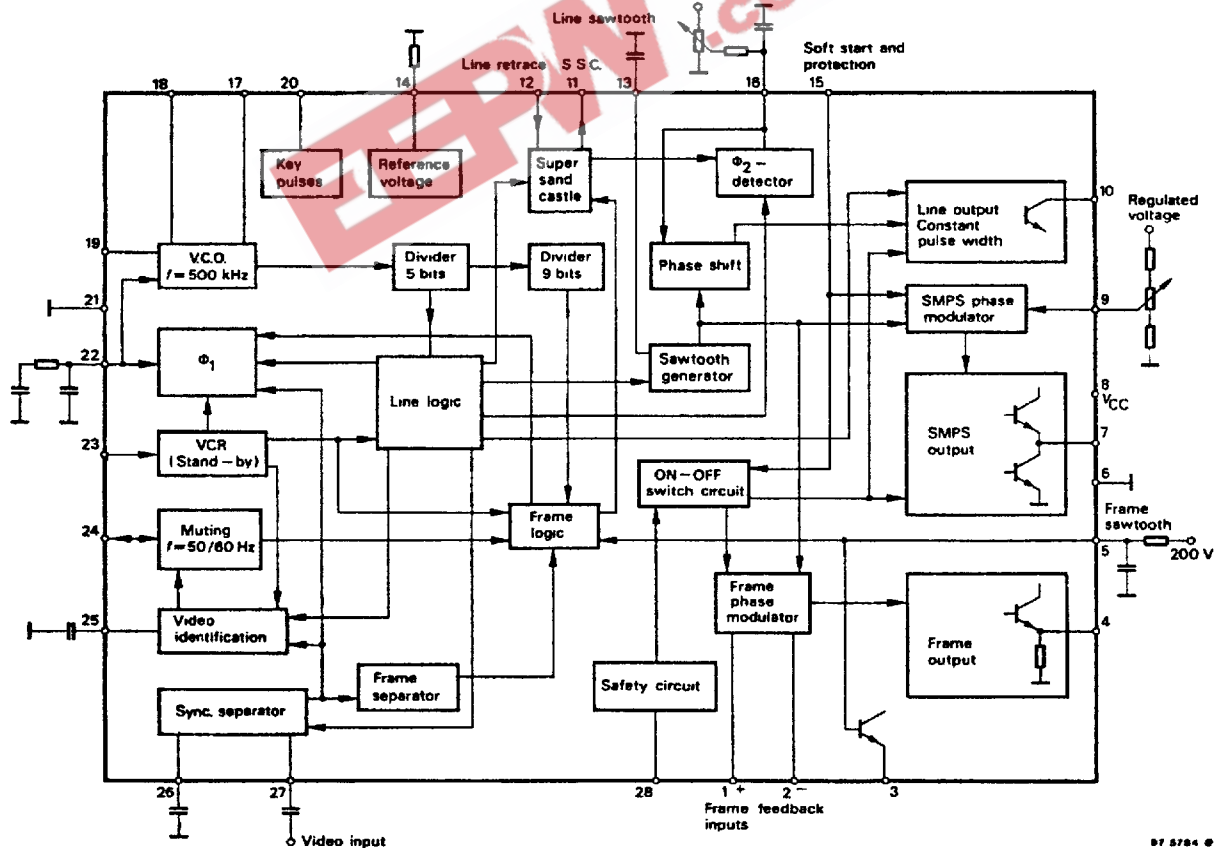 EEPW.co
Line sawtooth
Soft start and
protection
Line retrace S S C.
18
17
20
14
12
11
13
16
15
Key
pulses
Reference
voltage
Super
sand
castle
Φ2 –
detector
Line output
Constant
pulse width
10
Regulated
voltage
19
V.C.O.
f = 500 kHz
Divider
5 bits
Divider
9 bits
Phase shift
SMPS phase
modulator
9
21
22
Φ1
Line logic
Sawtooth
generator
8
VCC
SMPS
output
7
23
VCR
(Stand – by)
ON – OFF
switch circuit
6
Frame
sawtooth
24
Muting
f = 50/60 Hz
Frame
logic
5
200 V
Frame
phase
modulator
25
Video
identification
4
Frame
output
Frame
separator
Safety circuit
Sync. separator
26
27
28
1 +
2 –
3
Frame feedback
inputs
Video input